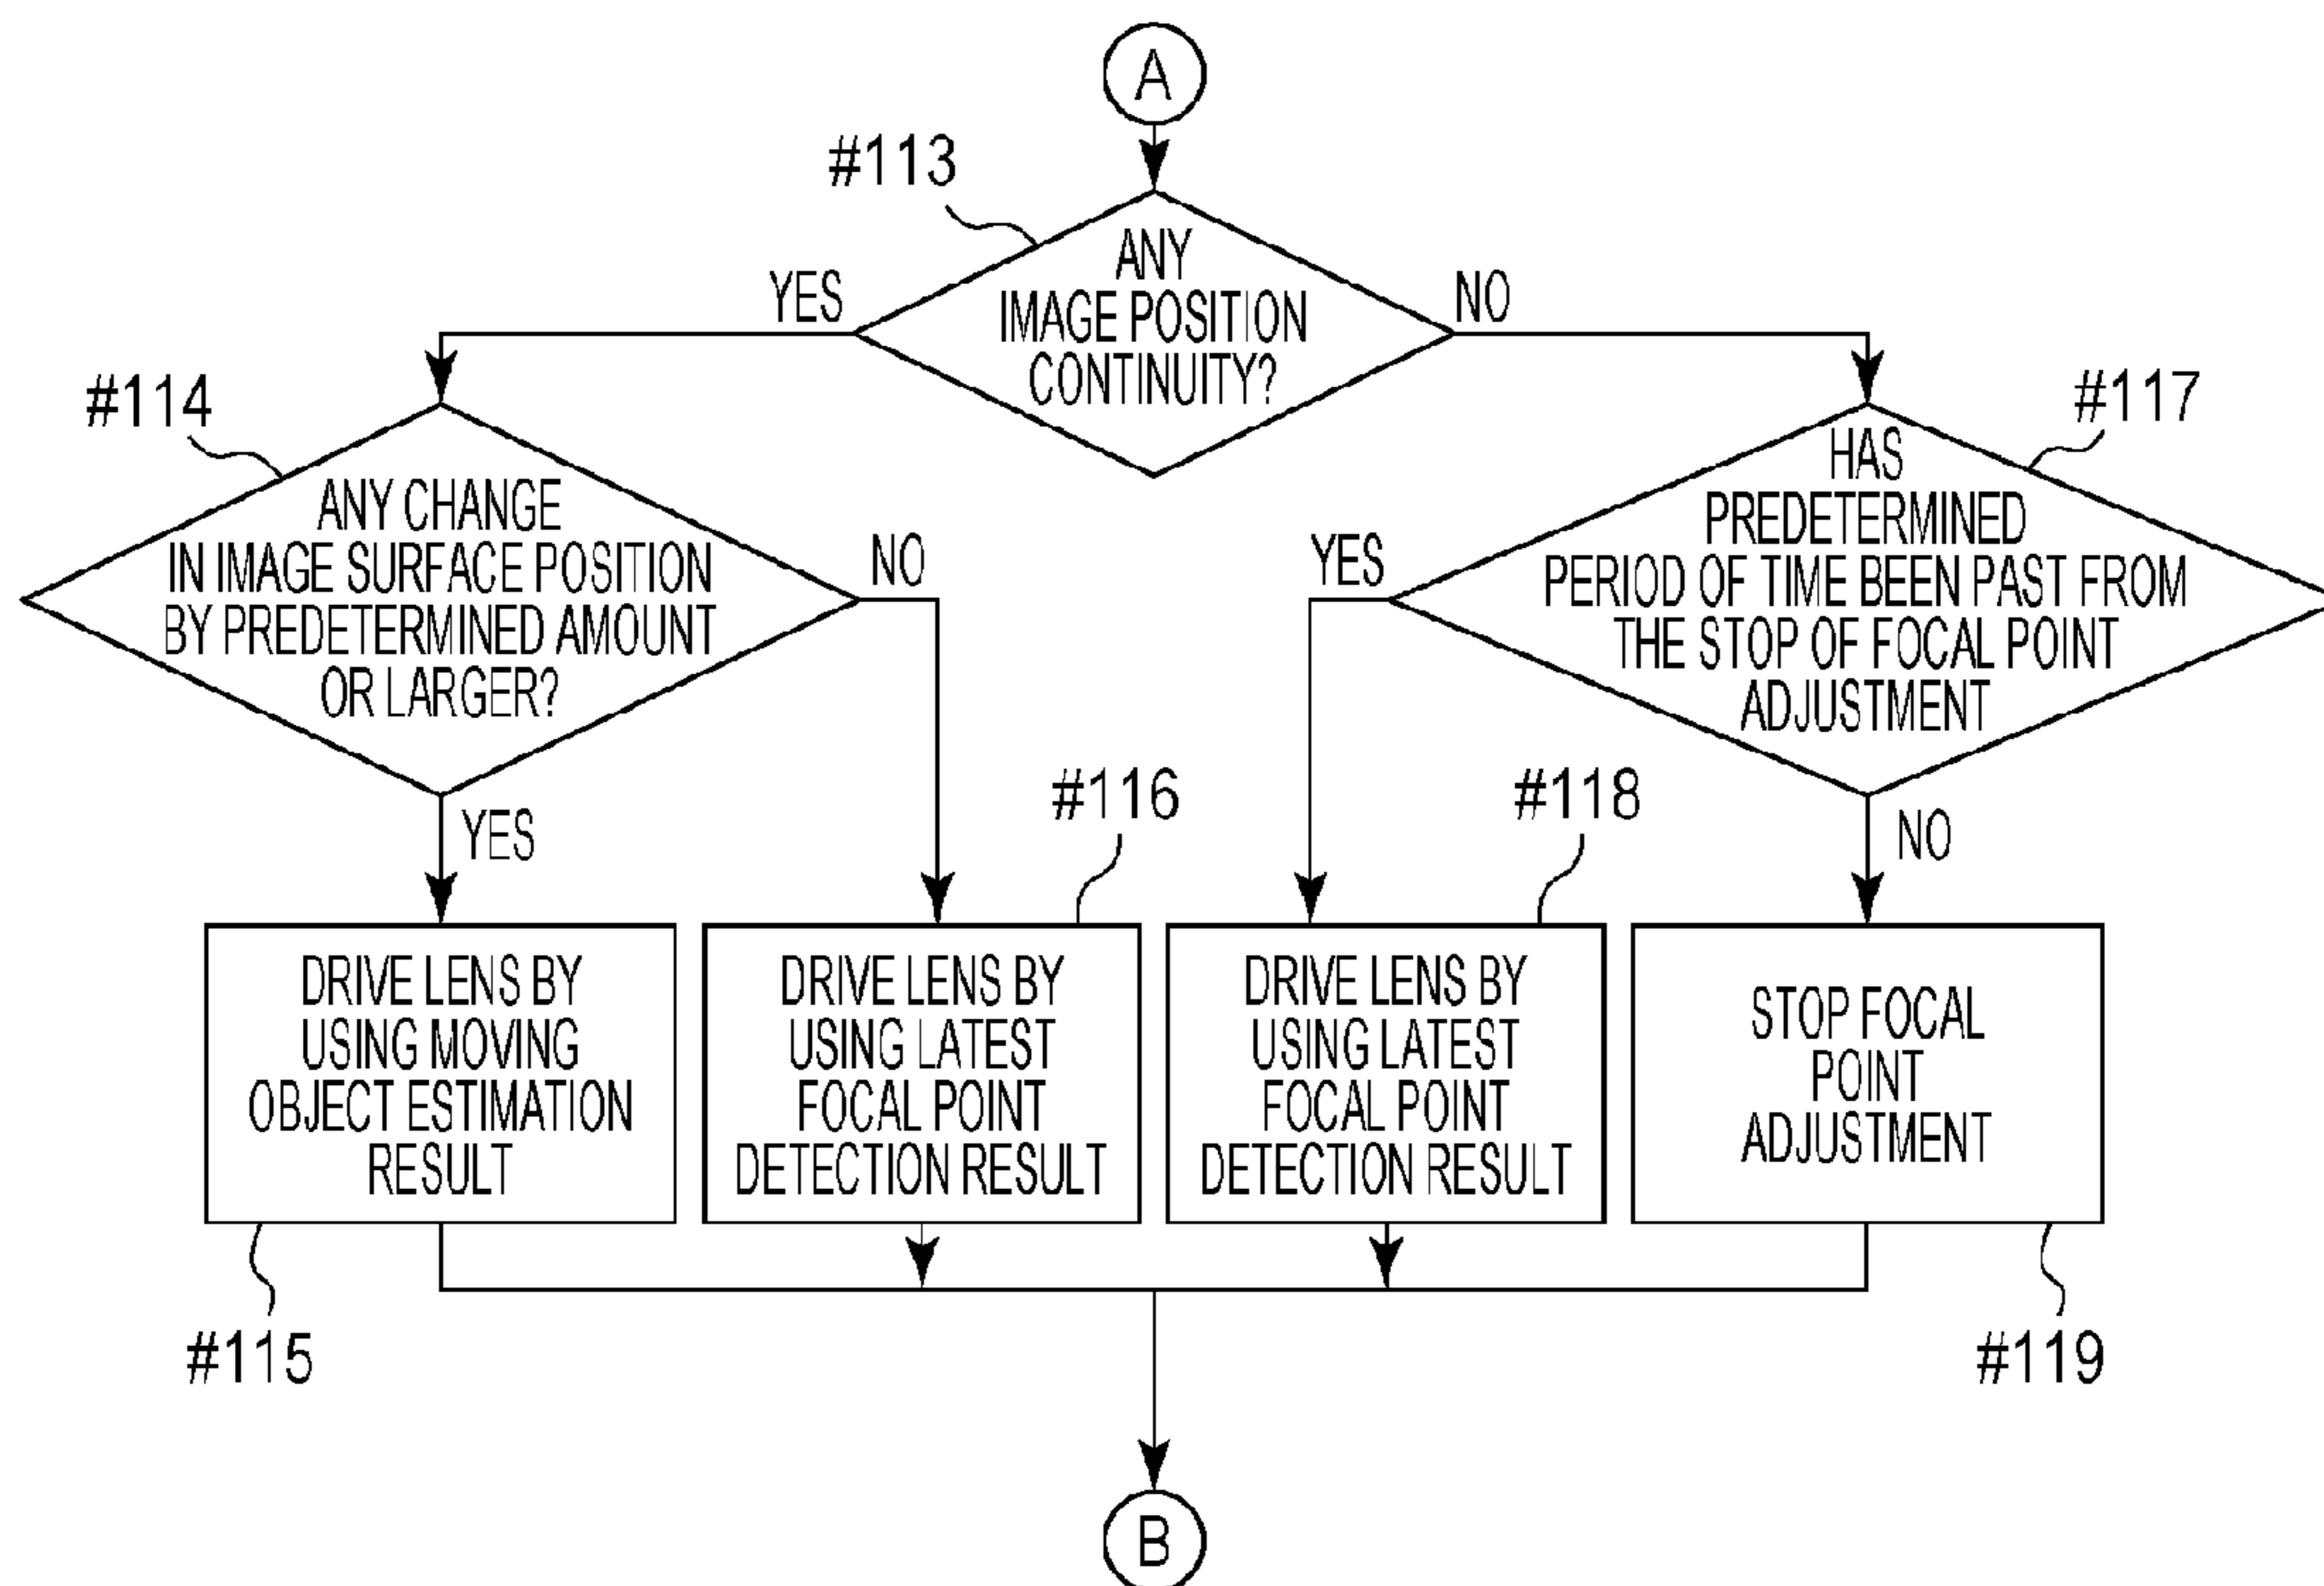 A
#113
ANY
IMAGE POSITION
CONTINUITY?
YES
NO
#114
ANY CHANGE
IN IMAGE SURFACE POSITION
BY PREDETERMINED AMOUNT
OR LARGER?
NO
YES
#117
HAS
PREDETERMINED
PERIOD OF TIME BEEN PAST FROM
THE STOP OF FOCAL POINT
ADJUSTMENT
YES
NO
#116
#118
DRIVE LENS BY
USING MOVING
OBJECT ESTIMATION
RESULT
DRIVE LENS BY
USING LATEST
FOCAL POINT
DETECTION RESULT
DRIVE LENS BY
USING LATEST
FOCAL POINT
DETECTION RESULT
STOP FOCAL
POINT
ADJUSTMENT
#115
#119
B